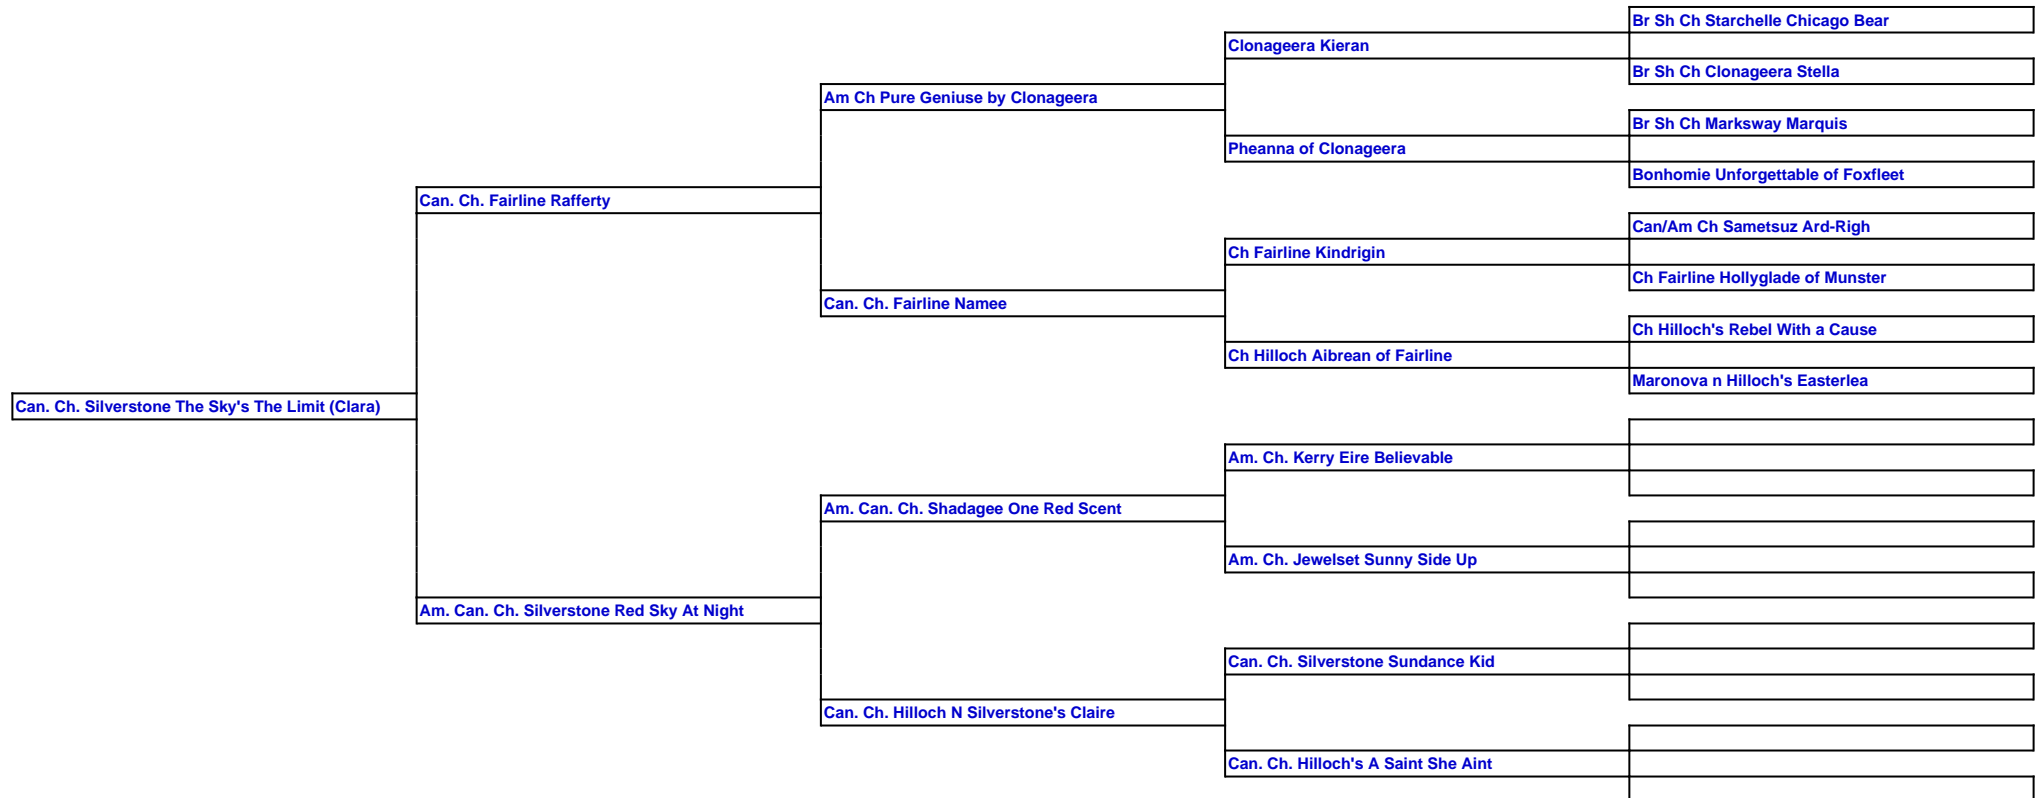 Br Sh Ch Starchelle Chicago Bear
Clonageera Kieran
Br Sh Ch Clonageera Stella
Am Ch Pure Geniuse by Clonageera
Br Sh Ch Marksway Marquis
Pheanna of Clonageera
Bonhomie Unforgettable of Foxfleet
Can. Ch. Fairline Rafferty
Can/Am Ch Sametsuz Ard-Righ
Ch Fairline Kindrigin
Ch Fairline Hollyglade of Munster
Can. Ch. Fairline Namee
Ch Hilloch's Rebel With a Cause
Ch Hilloch Aibrean of Fairline
Maronova n Hilloch's Easterlea
Can. Ch. Silverstone The Sky's The Limit (Clara)
Am. Ch. Kerry Eire Believable
Am. Can. Ch. Shadagee One Red Scent
Am. Ch. Jewelset Sunny Side Up
Am. Can. Ch. Silverstone Red Sky At Night
Can. Ch. Silverstone Sundance Kid
Can. Ch. Hilloch N Silverstone's Claire
Can. Ch. Hilloch's A Saint She Aint